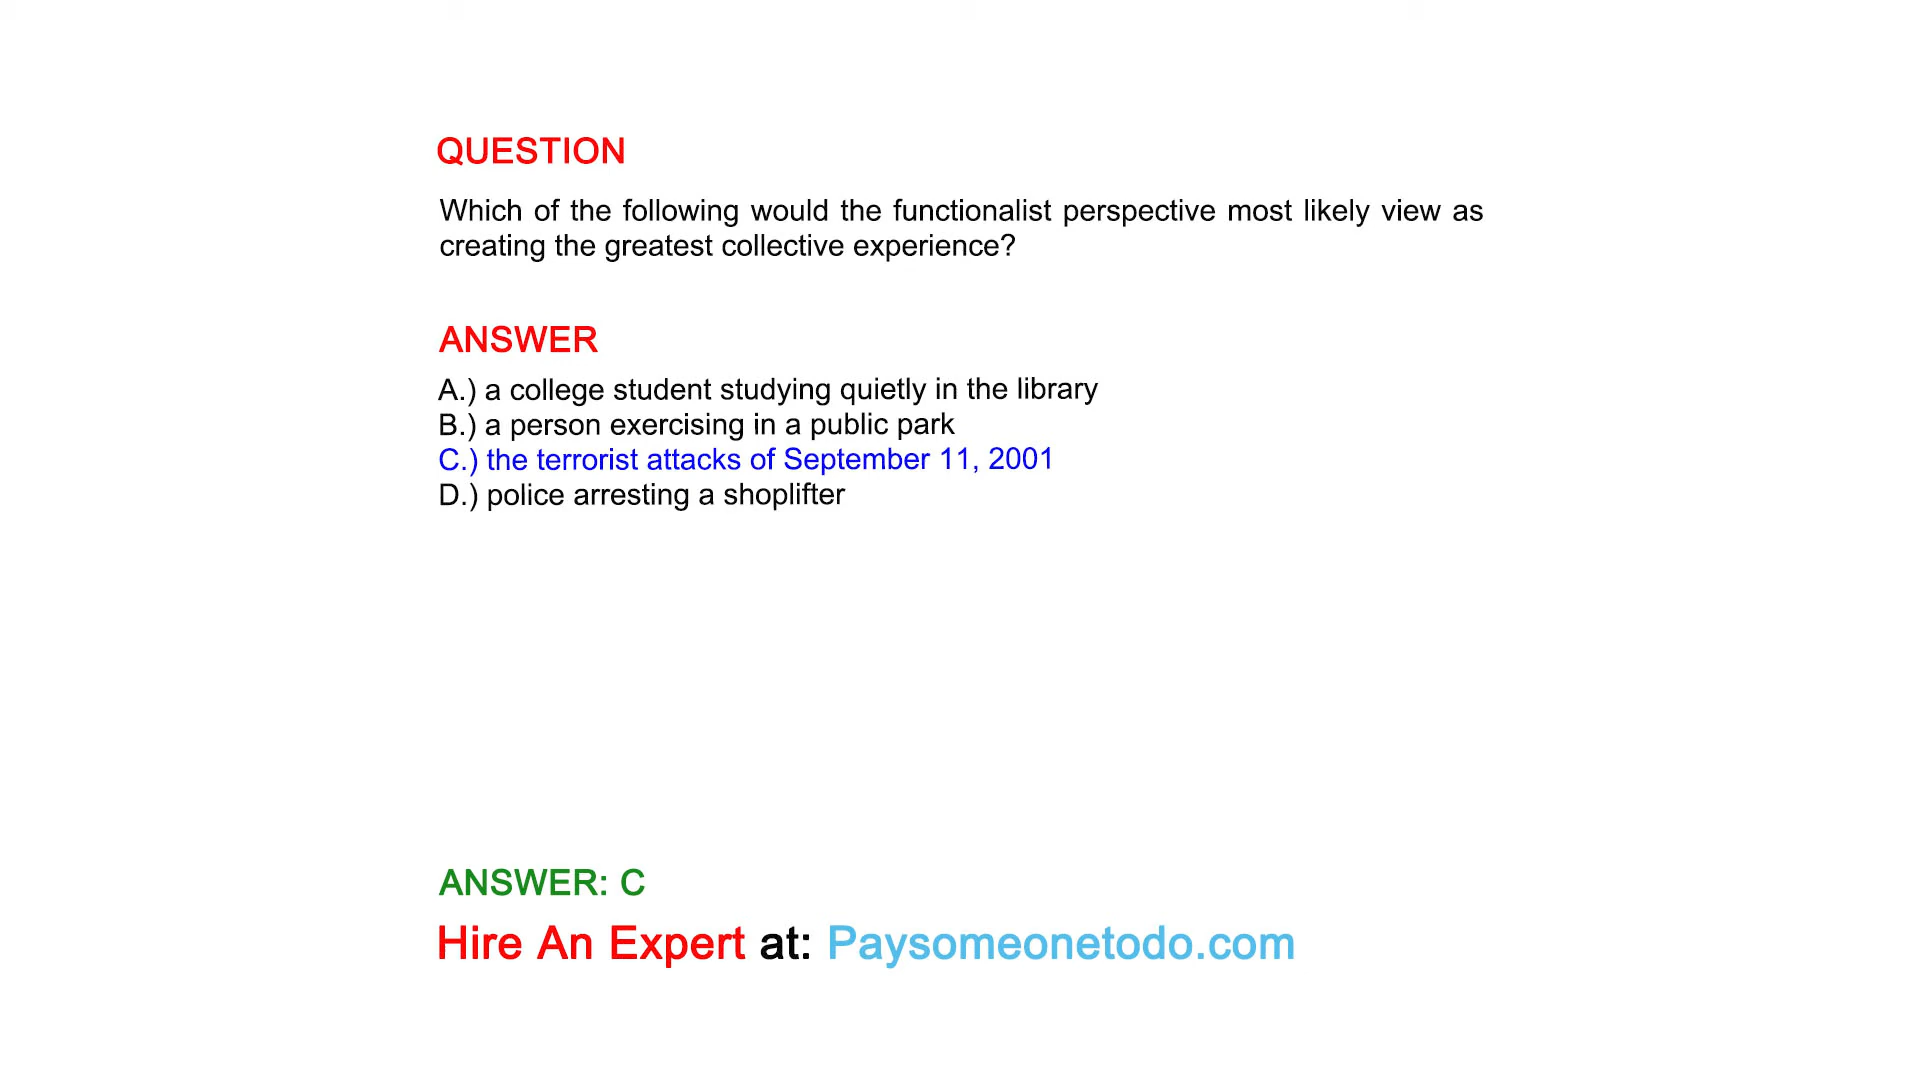 QUESTION
Which of the following would the functionalist perspective most likely view as
creating the greatest collective experience?
ANSWER
A.) a college student studying quietly in the library
B.) a person exercising in a public park
C.) the terrorist attacks of September 11, 2001
D.) police arresting a shoplifter
ANSWER: C
Hire An Expert at: Paysomeonetodo.com